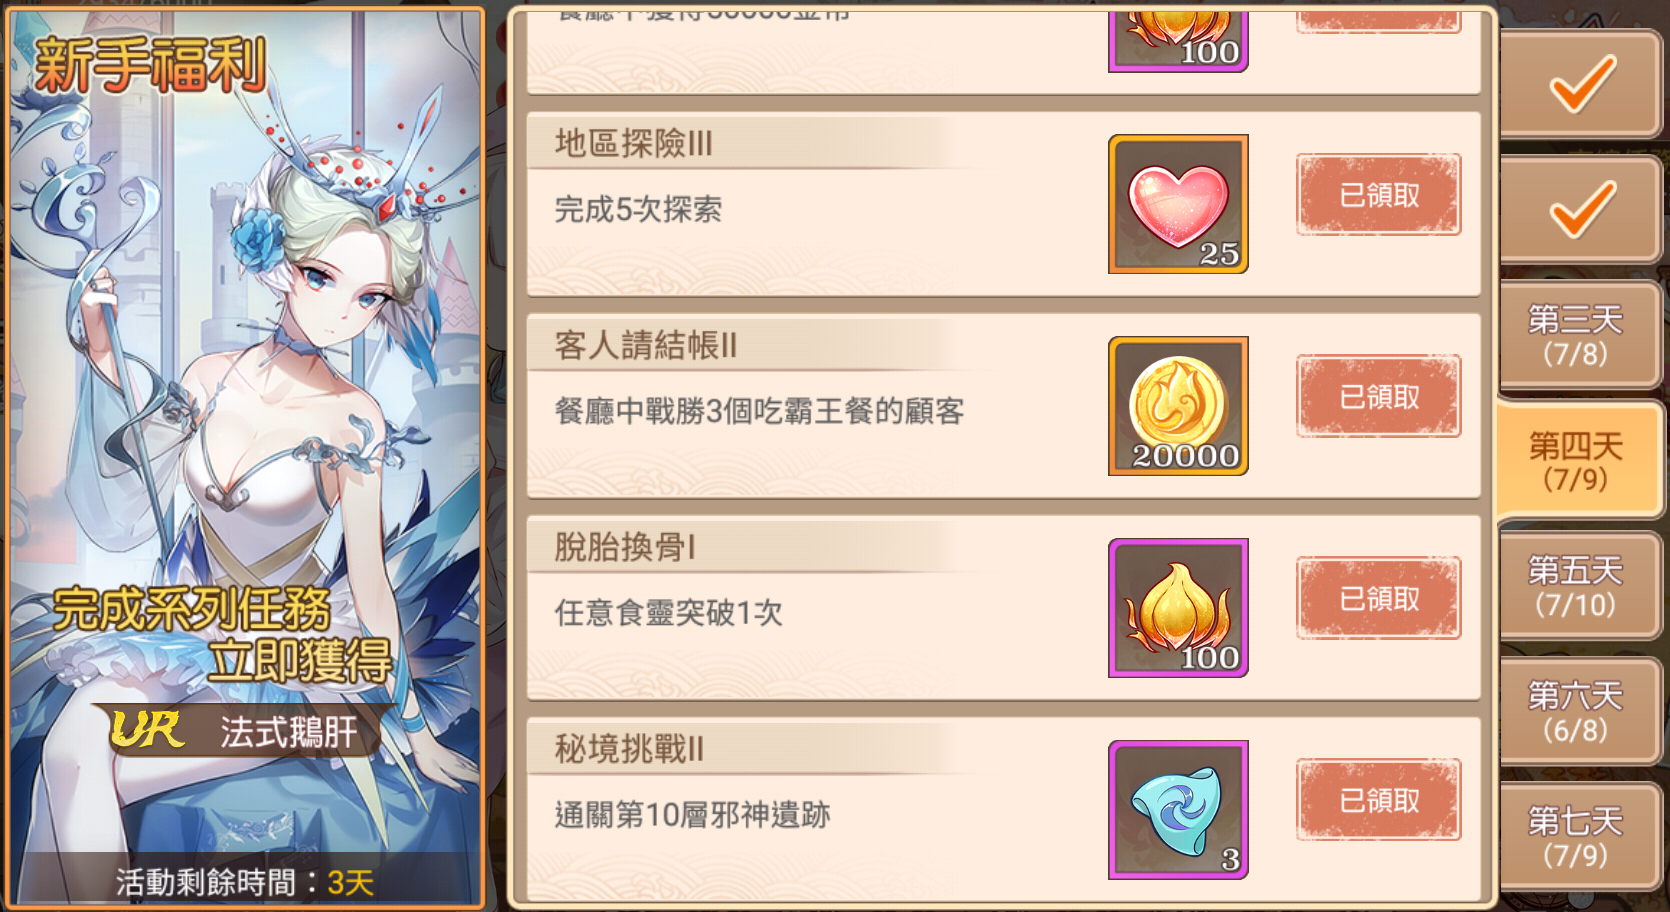 新手福利
完成系列任務
立即獲得
UR 法式鵝肝
活動剩餘時間：3天
100
地區探險III
完成5次探索
25
已領取
客人請結帳II
餐廳中戰勝3個吃霸王餐的顧客
20000
已領取
脫胎換骨I
任意食靈突破1次
100
已領取
秘境挑戰II
通關第10層邪神遺跡
3
已領取
第三天
(7/8)
第四天
(7/9)
第五天
(7/10)
第六天
(6/8)
第七天
(7/9)